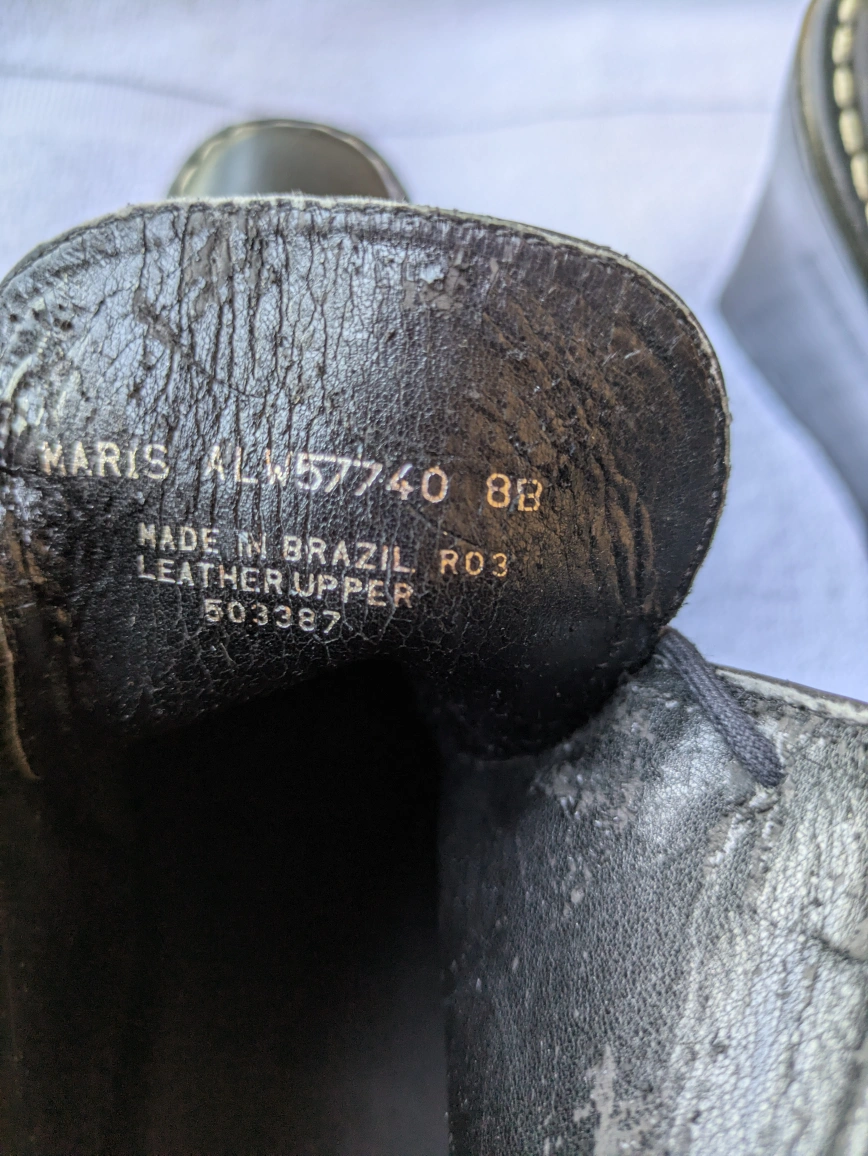 MARIS ALW57740 8B
MADE IN BRAZIL R03
LEATHER UPPER
503387